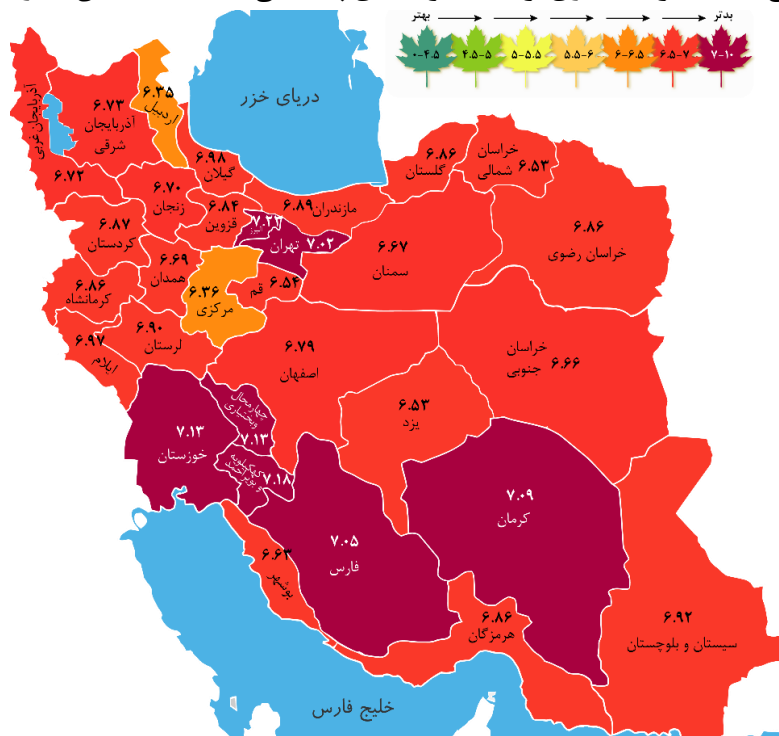 بهتر
بدتر
۰-۴.۵
۴.۵-۵
۵-۵.۵
۵.۵-۶
۶-۶.۵
۶.۵-۷
۷-۱۰
دریای خزر
آذربایجان غربی
۶.۷۲
۶.۷۳
آذربایجان
شرقی
۶.۳۵
اردبیل
۶.۹۸
گیلان
۶.۷۰
زنجان
۶.۸۴
قزوین
۷.۲۳
۷.۰۲
تهران
مازندران
۶.۸۹
۶.۸۶
گلستان
خراسان
شمالی
۶.۵۳
۶.۸۶
خراسان رضوی
۶.۶۷
سمنان
۶.۸۷
کردستان
۶.۶۹
همدان
۶.۸۶
کرمانشاه
۶.۳۶
مرکزی
۶.۵۴
قم
۶.۹۷
ایلام
۶.۹۰
لرستان
۶.۷۹
اصفهان
خراسان
جنوبی
۶.۶۶
۶.۵۳
یزد
۷.۱۳
خوزستان
چهارمحال
وبختیاری
۷.۱۳
کهگیلویه
و بویراحمد
۷.۱۸
۷.۰۵
فارس
۷.۰۹
کرمان
۶.۶۳
بوشهر
۶.۸۶
هرمزگان
۶.۹۲
سیستان و بلوچستان
خلیج فارس